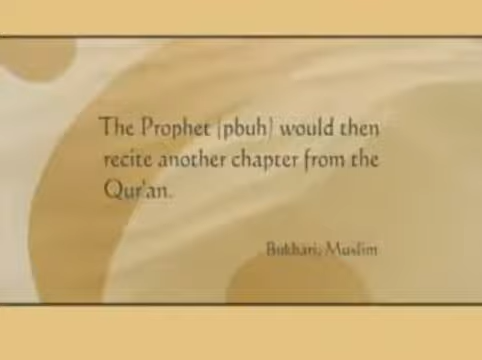 The Prophet (pbuh) would then
recite another chapter from the
Qur'an.
Bukhari, Muslim